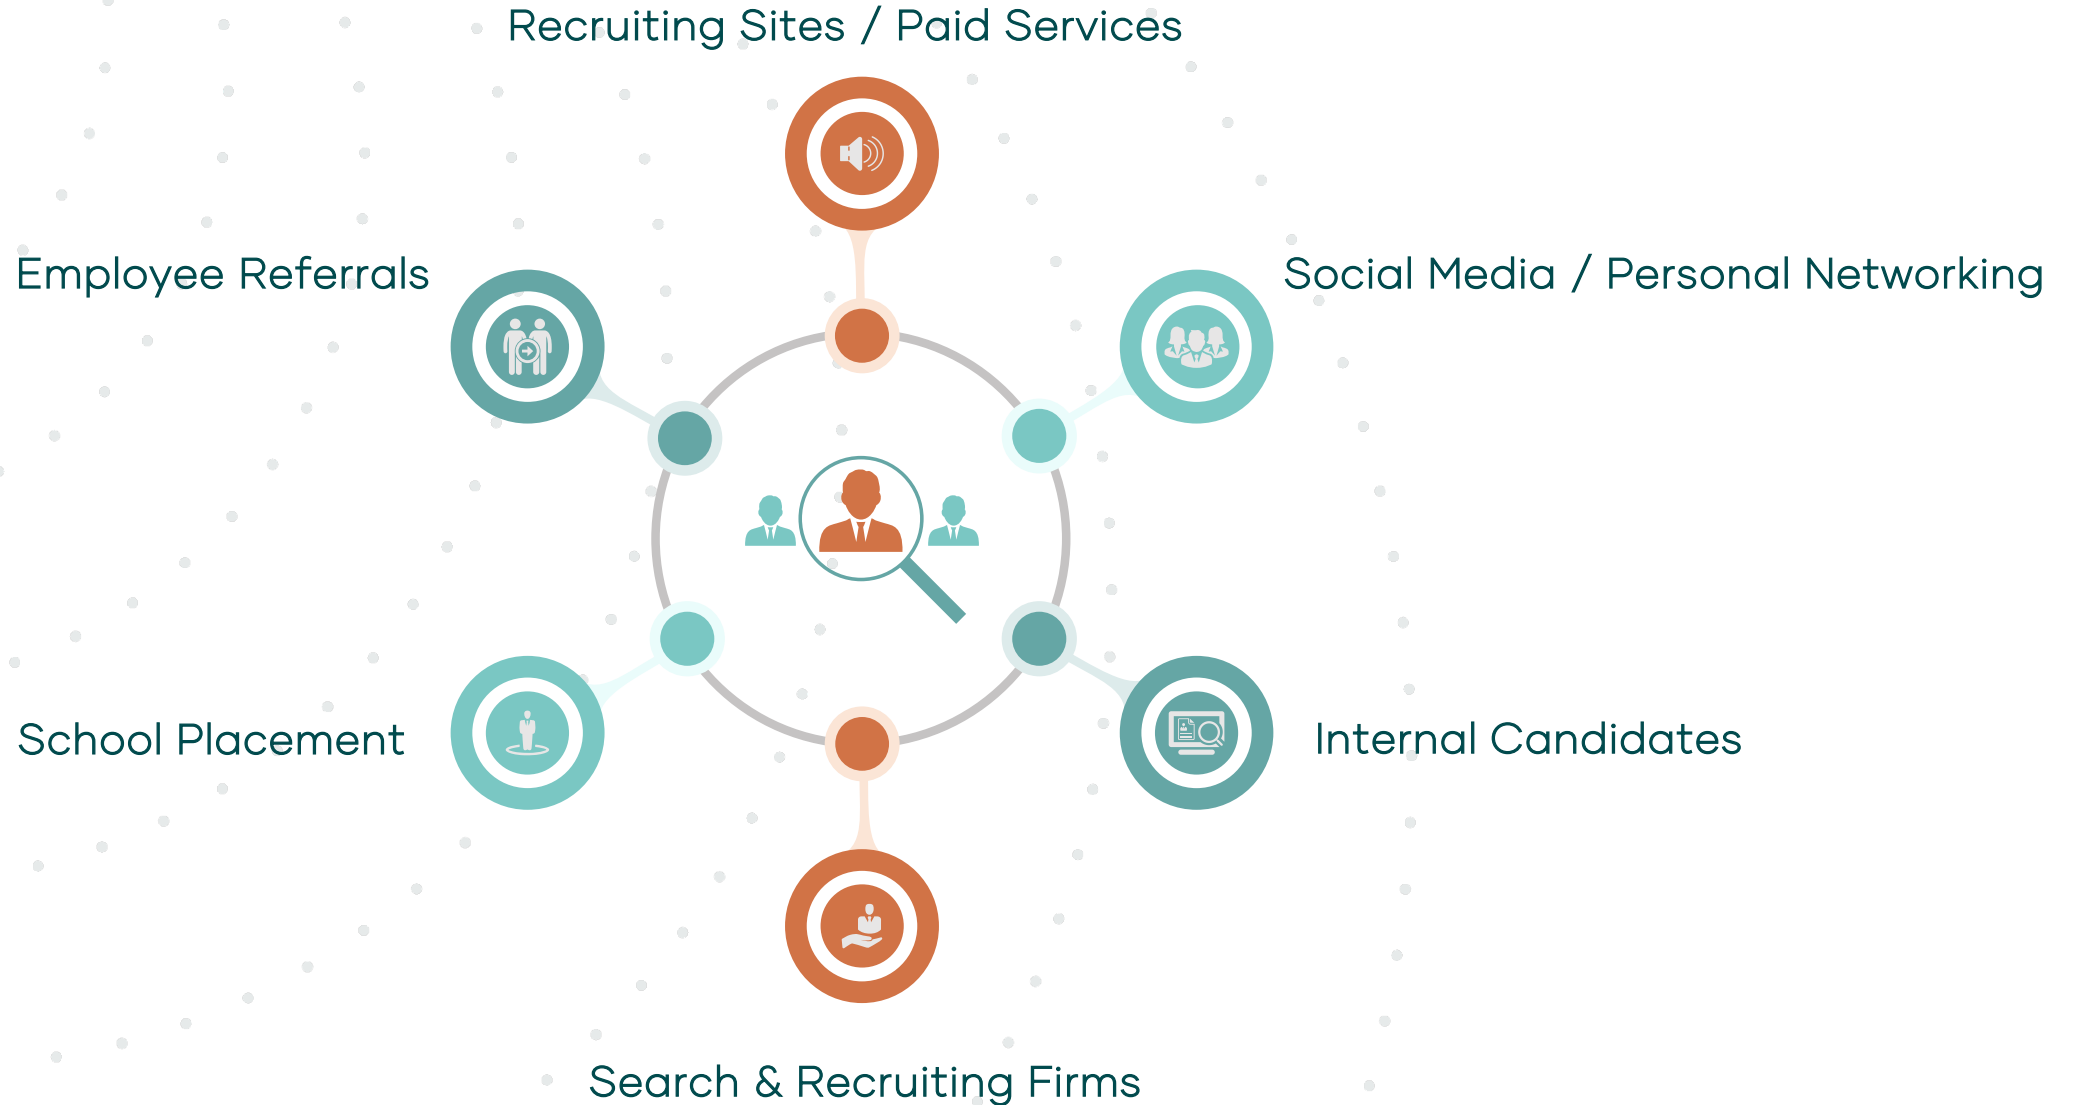 Recruiting Sites / Paid Services
Employee Referrals
Social Media / Personal Networking
School Placement
Internal Candidates
Search & Recruiting Firms